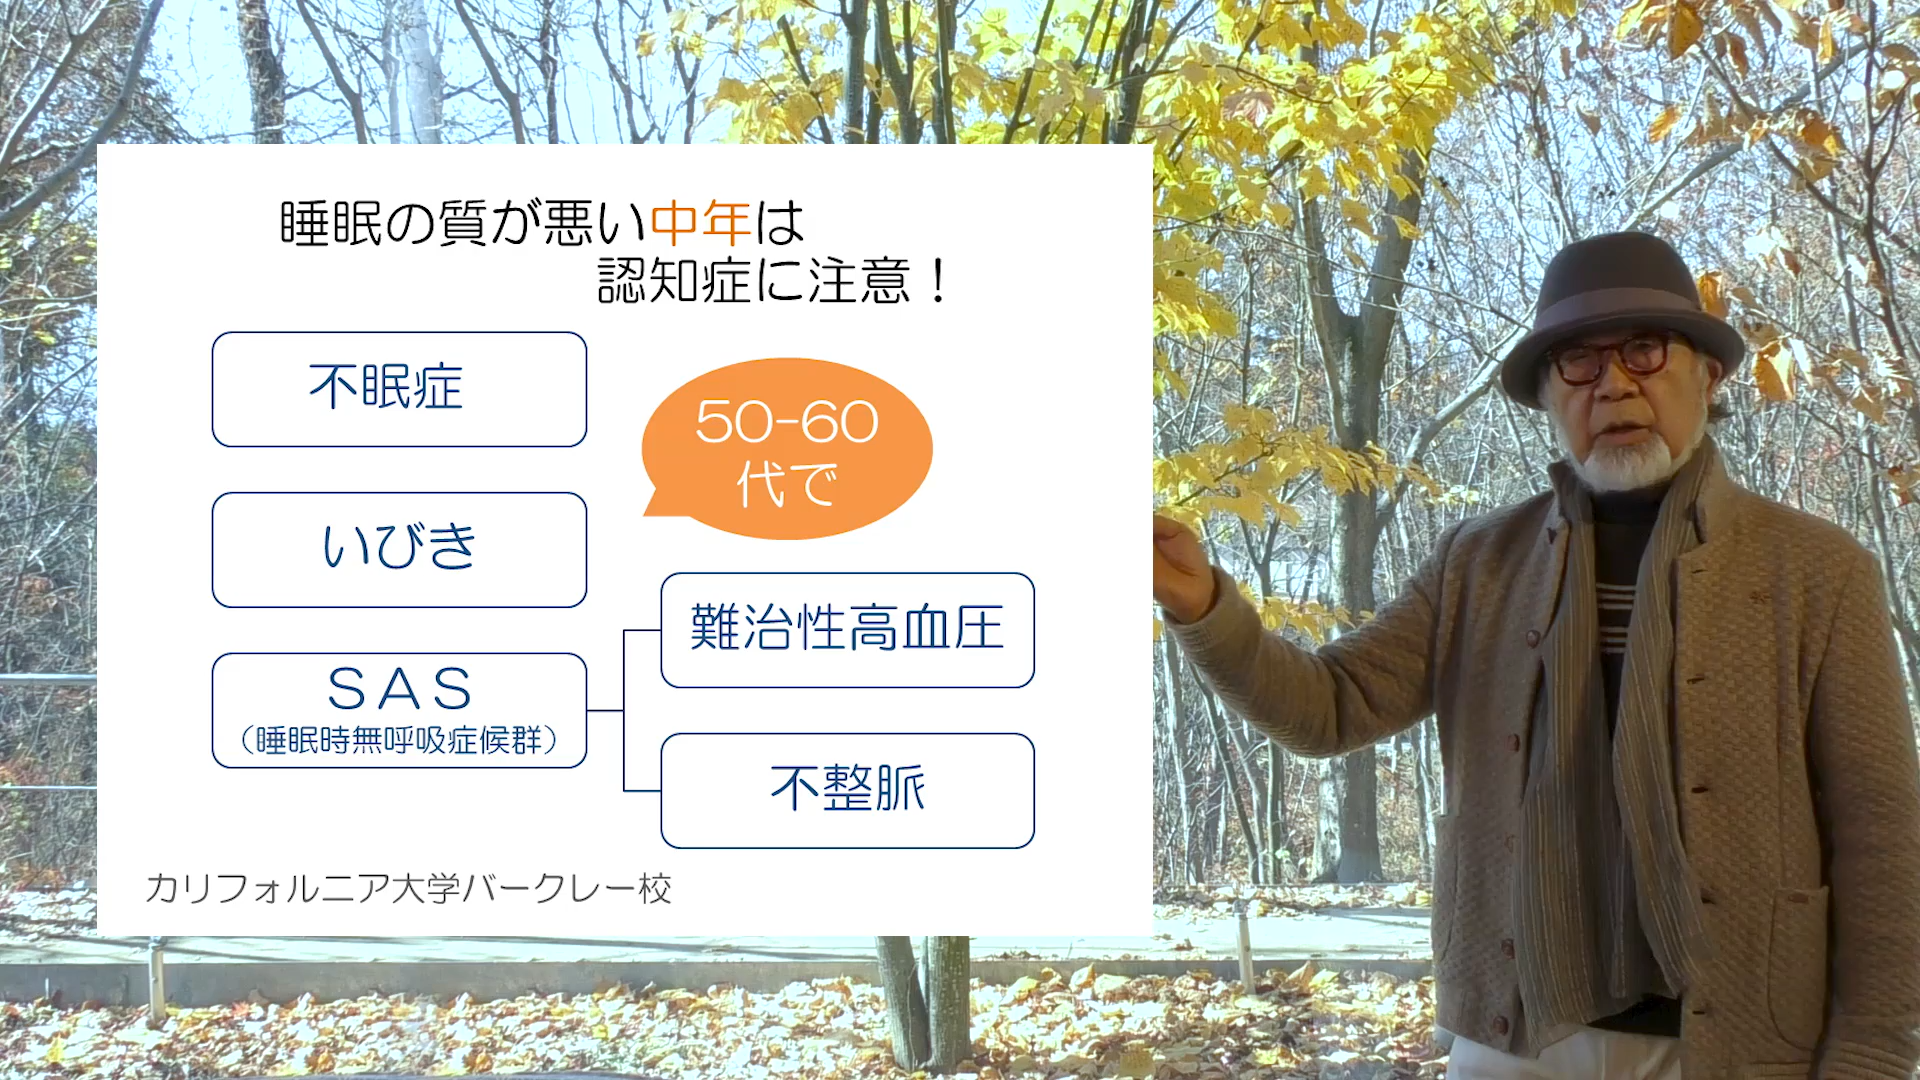 睡眠の質が悪い中年は
認知症に注意！
不眠症
50-60
代で
いびき
難治性高血圧
ＳＡＳ
（睡眠時無呼吸症候群）
不整脈
カリフォルニア大学バークレー校